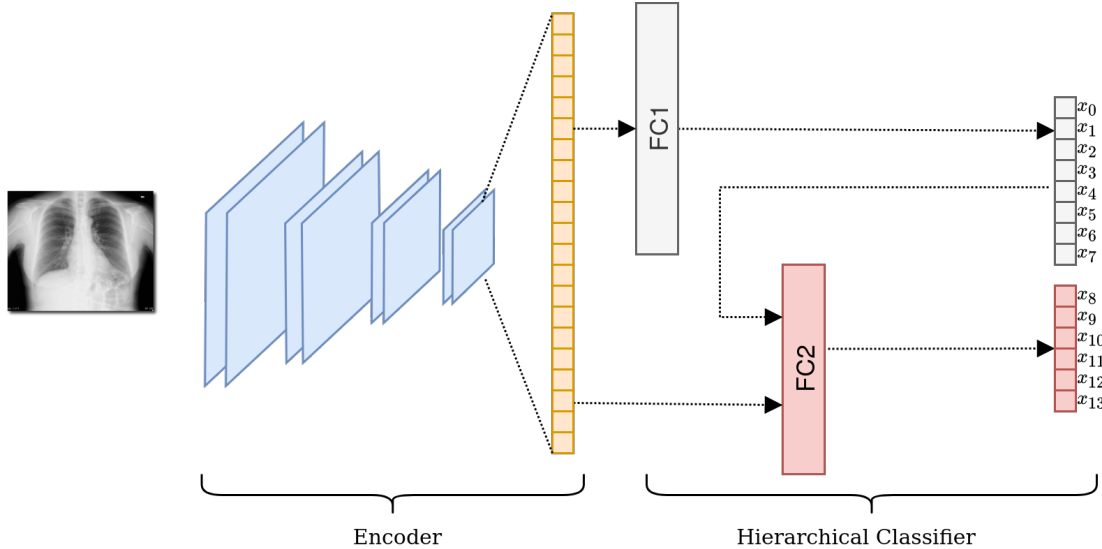 FC1
x₀
x₁
x₂
x₃
x₄
x₅
x₆
x₇
x₈
x₉
x₁₀
x₁₁
x₁₂
x₁₃
FC2
Encoder
Hierarchical Classifier